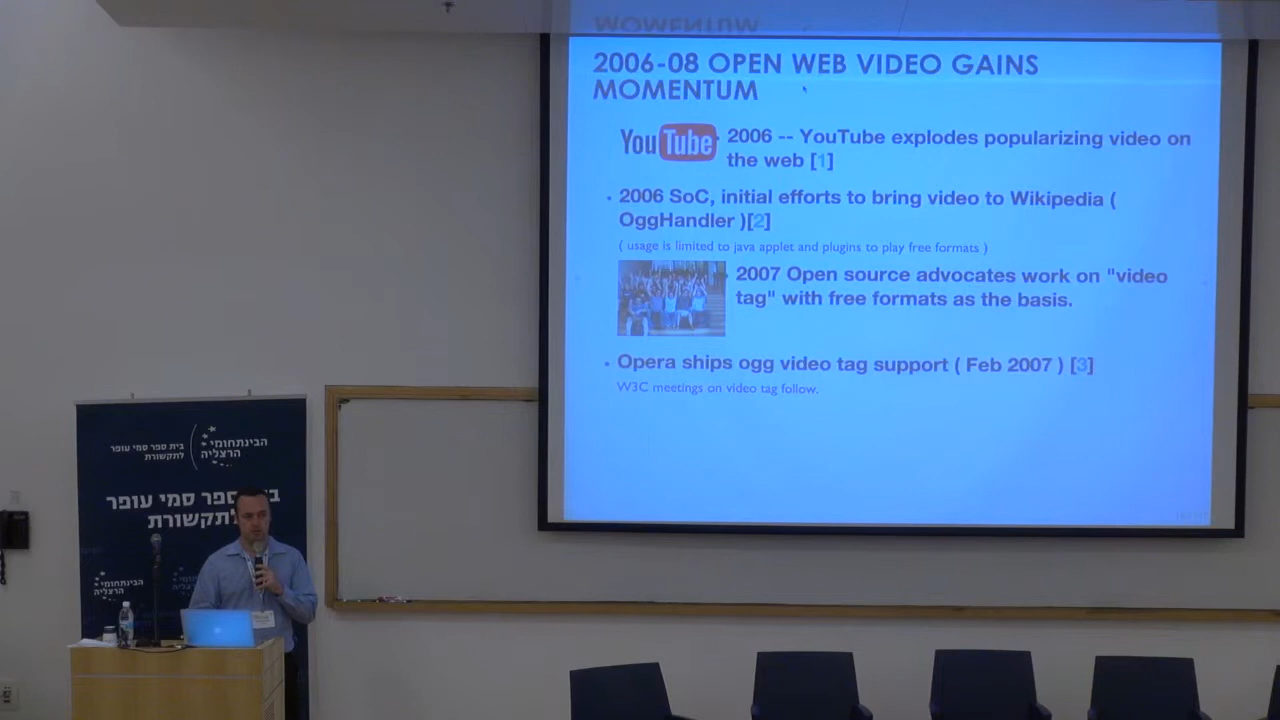 MOMENTUM
2006-08 OPEN WEB VIDEO GAINS
MOMENTUM
YouTube
2006 -- YouTube explodes popularizing video on
the web [1]
• 2006 SoC, initial efforts to bring video to Wikipedia (
OggHandler )[2]
( usage is limited to java applet and plugins to play free formats )
2007 Open source advocates work on "video
tag" with free formats as the basis.
• Opera ships ogg video tag support ( Feb 2007 ) [3]
W3C meetings on video tag follow.
בית ספר סמי עופר
לתקשורת
הבינתחומי
הרצליה
ספר סמי עופר
לתקשורת
הבינתחומי
הרצליה